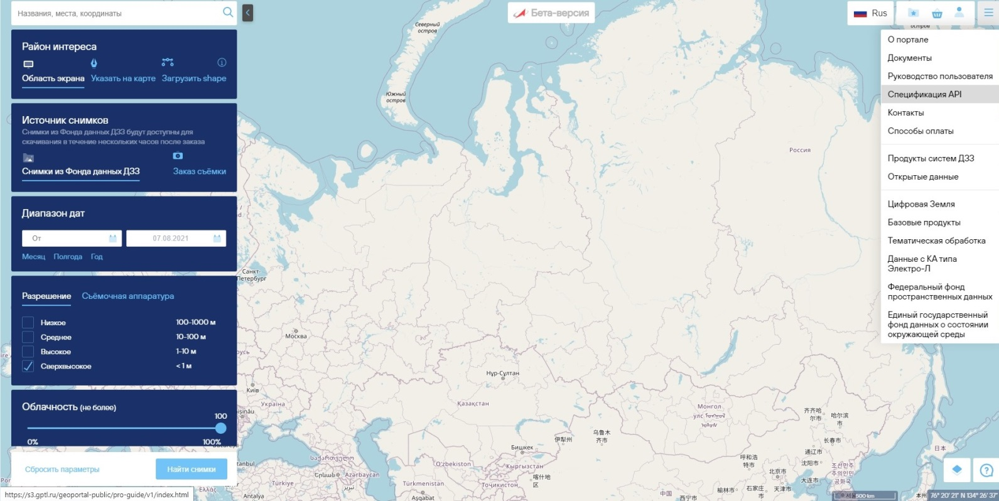 Названия, места, координаты
Район интереса
Область экрана
Указать на карте
Загрузить shape
Источник снимков
Снимки из Фонда данных ДЗЗ будут доступны для
скачивания в течение нескольких часов после заказа
Снимки из Фонда данных ДЗЗ
Заказ съёмки
Диапазон дат
От
07.08.2021
Месяц
Полгода
Год
Разрешение
Съёмочная аппаратура
Низкое
100-1000 м
Среднее
10-100 м
Высокое
1-10 м
Сверхвысокое
< 1 м
Облачность (не более)
100
0%
100%
Сбросить параметры
Найти снимки
https://s3.gptl.ru/geoportal-public/pro-guide/v1/index.html
Бета-версия
Rus
О портале
Документы
Руководство пользователя
Спецификация API
Контакты
Способы оплаты
Продукты систем ДЗЗ
Открытые данные
Цифровая Земля
Базовые продукты
Тематическая обработка
Данные с КА типа
Электро-Л
Федеральный фонд
пространственных данных
Единый государственный
фонд данных о состоянии
окружающей среды
Северный
остров
Южный
остров
Россия
Санкт-
Петербург
Москва
Нур-Султан
Київ
Україна
Қазақстан
Монгол
улс
齐齐哈
尔市
哈尔滨
市
乌鲁木
齐市
伊犁州
长春市
日本
Бишкек
通辽市
საქართველო
呼和浩
特市
沈阳市
조선민주
주의인민
공화국
O'zbekiston
Кыргызстан
北京市
Azərbaycan
喀什地
区
大连市
Türkiye
تبریز
Türkmenistan
Тоҷикистон
榆林市
石家庄
市
天津市
Ελλάς
Antalya
Aşgabat
中国
西宁市
서울
500 km
76° 20' 21" N 134° 26' 37"